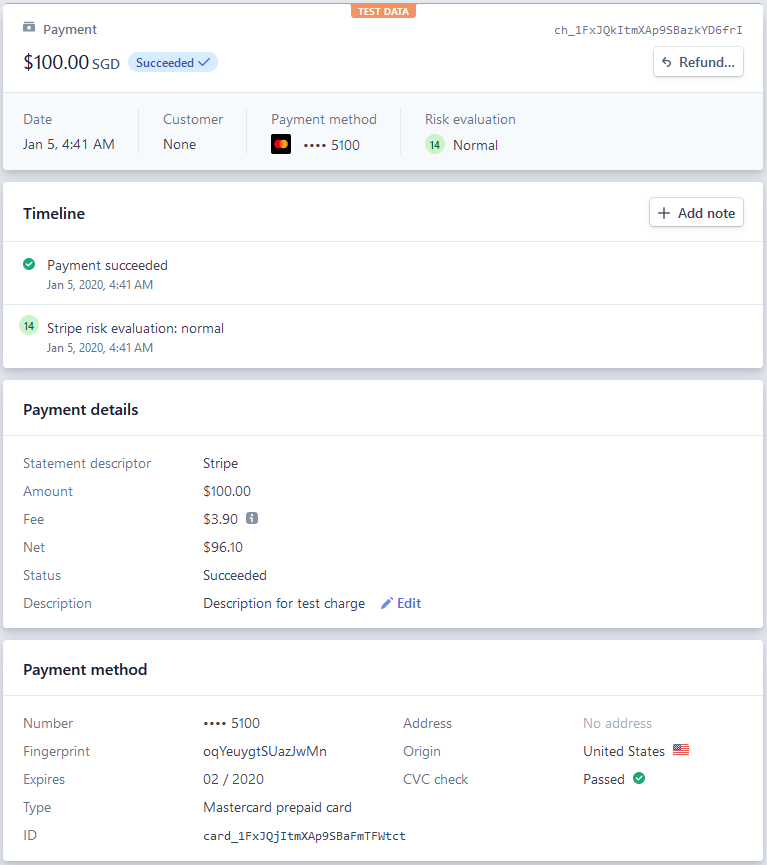 TEST DATA
Payment
ch_1FxJQkItmXAp9SBazkYD6frI
$100.00 SGD Succeeded
Refund...
Date
Customer
Payment method
Risk evaluation
Jan 5, 4:41 AM
None
•••• 5100
14 Normal
Timeline
Add note
Payment succeeded
Jan 5, 2020, 4:41 AM
14 Stripe risk evaluation: normal
Jan 5, 2020, 4:41 AM
Payment details
Statement descriptor Stripe
Amount $100.00
Fee $3.90
Net $96.10
Status Succeeded
Description Description for test charge Edit
Payment method
Number •••• 5100 Address No address
Fingerprint oqYeuygtSUazJwMn Origin United States
Expires 02 / 2020 CVC check Passed
Type Mastercard prepaid card
ID card_1FxJQjItmXAp9SBaFmTFWtct